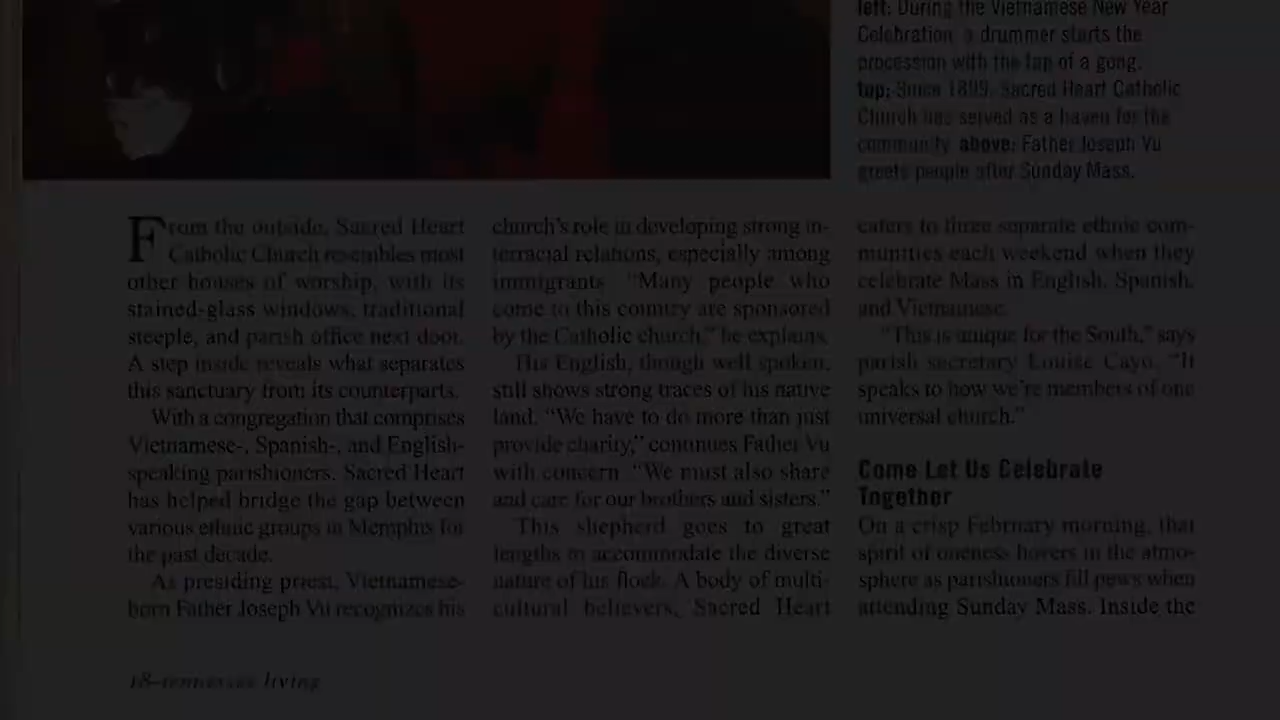 left: During the Vietnamese New Year
Celebration, a drummer starts the
procession with the tap of a gong.
top: Since 1899, Sacred Heart Catholic
Church has served as a haven for the
community. above: Father Joseph Vu
greets people after Sunday Mass.
From the outside, Sacred Heart
Catholic Church resembles most
other houses of worship, with its
stained-glass windows, traditional
steeple, and parish office next door.
A step inside reveals what separates
this sanctuary from its counterparts.
With a congregation that comprises
Vietnamese-, Spanish-, and English-
speaking parishioners, Sacred Heart
has helped bridge the gap between
various ethnic groups in Memphis for
the past decade.
As presiding priest, Vietnamese-
born Father Joseph Vu recognizes his
church's role in developing strong in-
terracial relations, especially among
immigrants. "Many people who
come to this country are sponsored
by the Catholic church," he explains.
His English, though well spoken,
still shows strong traces of his native
land. "We have to do more than just
provide charity," continues Father Vu
with concern. "We must also share
and care for our brothers and sisters."
This shepherd goes to great
lengths to accommodate the diverse
nature of his flock. A body of multi-
cultural believers, Sacred Heart
caters to three separate ethnic com-
munities each weekend when they
celebrate Mass in English, Spanish,
and Vietnamese.
"This is unique for the South," says
parish secretary Louise Cayo. "It
speaks to how we're members of one
universal church."
Come Let Us Celebrate
Together
On a crisp February morning, that
spirit of oneness hovers in the atmo-
sphere as parishioners fill pews when
attending Sunday Mass. Inside the
18–tennessee living